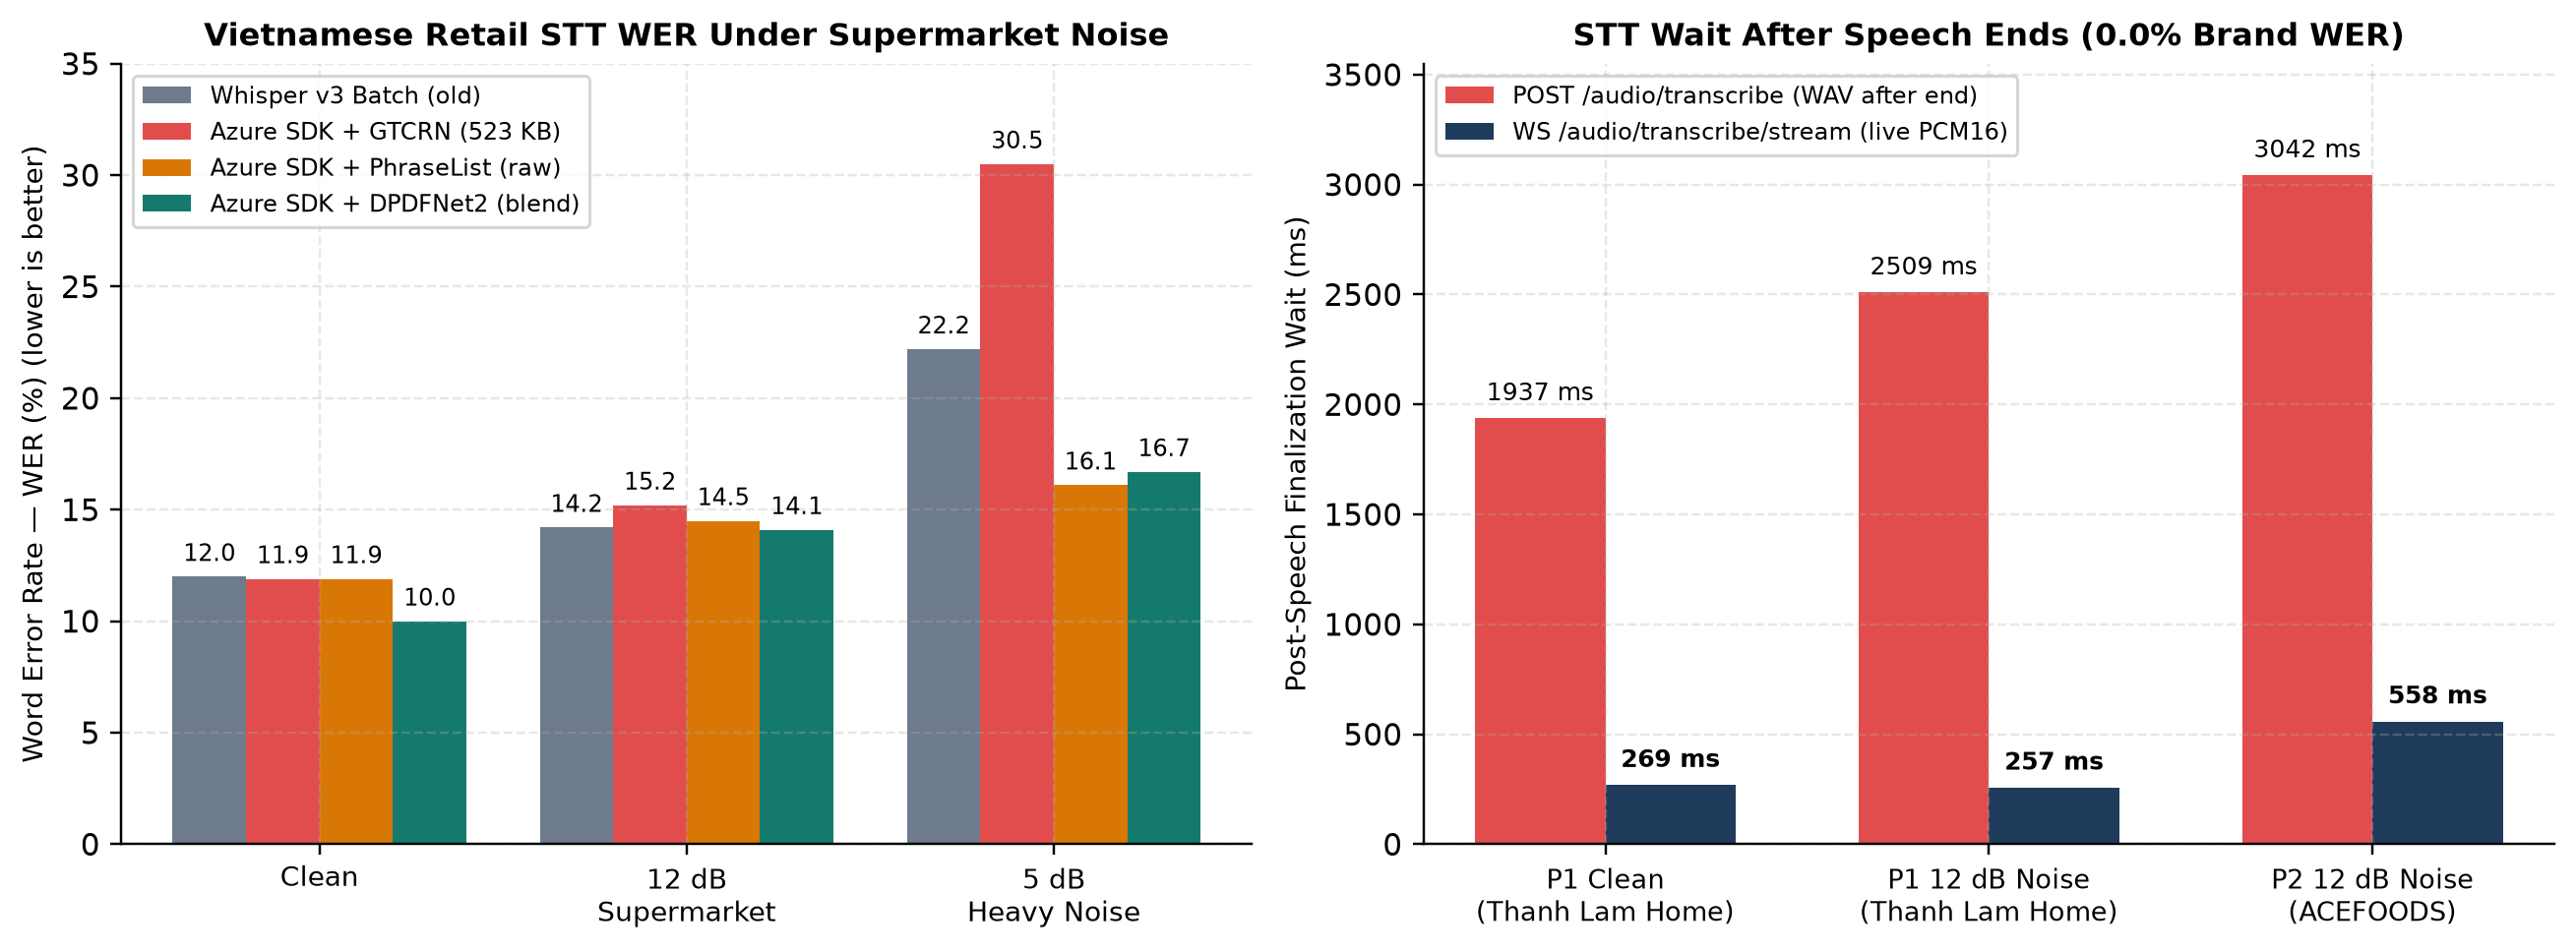 Vietnamese Retail STT WER Under Supermarket Noise
Word Error Rate — WER (%) (lower is better)
35
30
25
20
15
10
5
0
Whisper v3 Batch (old)
Azure SDK + GTCRN (523 KB)
Azure SDK + PhraseList (raw)
Azure SDK + DPDFNet2 (blend)
12.0
11.9
11.9
10.0
14.2
15.2
14.5
14.1
22.2
30.5
16.1
16.7
Clean
12 dB
Supermarket
5 dB
Heavy Noise
STT Wait After Speech Ends (0.0% Brand WER)
Post-Speech Finalization Wait (ms)
3500
3000
2500
2000
1500
1000
500
0
POST /audio/transcribe (WAV after end)
WS /audio/transcribe/stream (live PCM16)
1937 ms
269 ms
2509 ms
257 ms
3042 ms
558 ms
P1 Clean
(Thanh Lam Home)
P1 12 dB Noise
(Thanh Lam Home)
P2 12 dB Noise
(ACEFOODS)